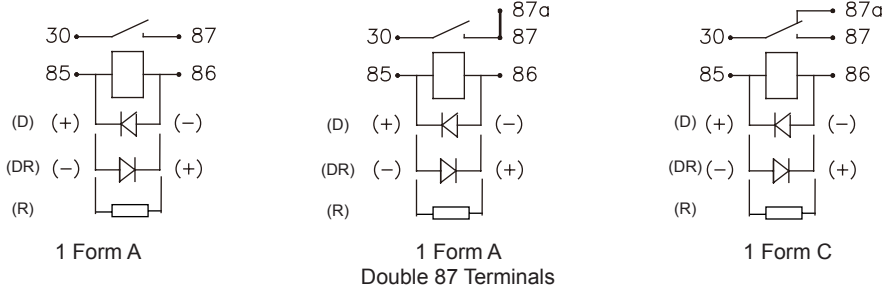 87a
30 87 30 87 30 87a
87
85 86 85 86 85 86
(D) (+) (−) (D) (+) (−) (D) (+) (−)
(DR) (−) (+) (DR) (−) (+) (DR) (−) (+)
(R) (R) (R)
1 Form A 1 Form A 1 Form C
Double 87 Terminals